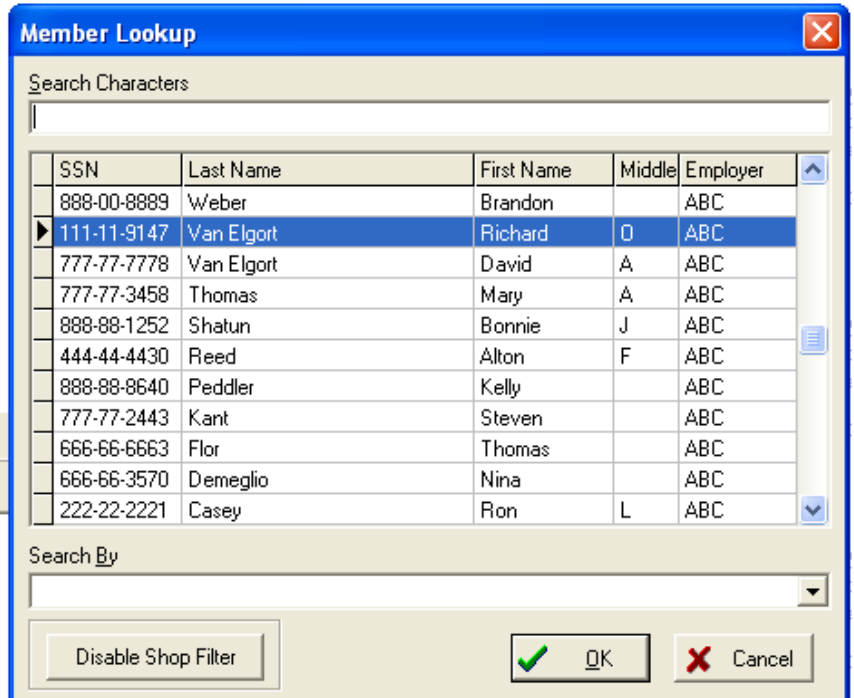 Member Lookup
Search Characters
SSN Last Name First Name Middle Employer
888-00-8889 Weber Brandon ABC
111-11-9147 Van Elgort Richard O ABC
777-77-7778 Van Elgort David A ABC
777-77-3458 Thomas Mary A ABC
888-88-1252 Shatun Bonnie J ABC
444-44-4430 Reed Alton F ABC
888-88-8640 Peddler Kelly ABC
777-77-2443 Kant Steven ABC
666-66-6663 Flor Thomas ABC
666-66-3570 Demeglio Nina ABC
222-22-2221 Casey Ron L ABC
Search By
Disable Shop Filter OK Cancel